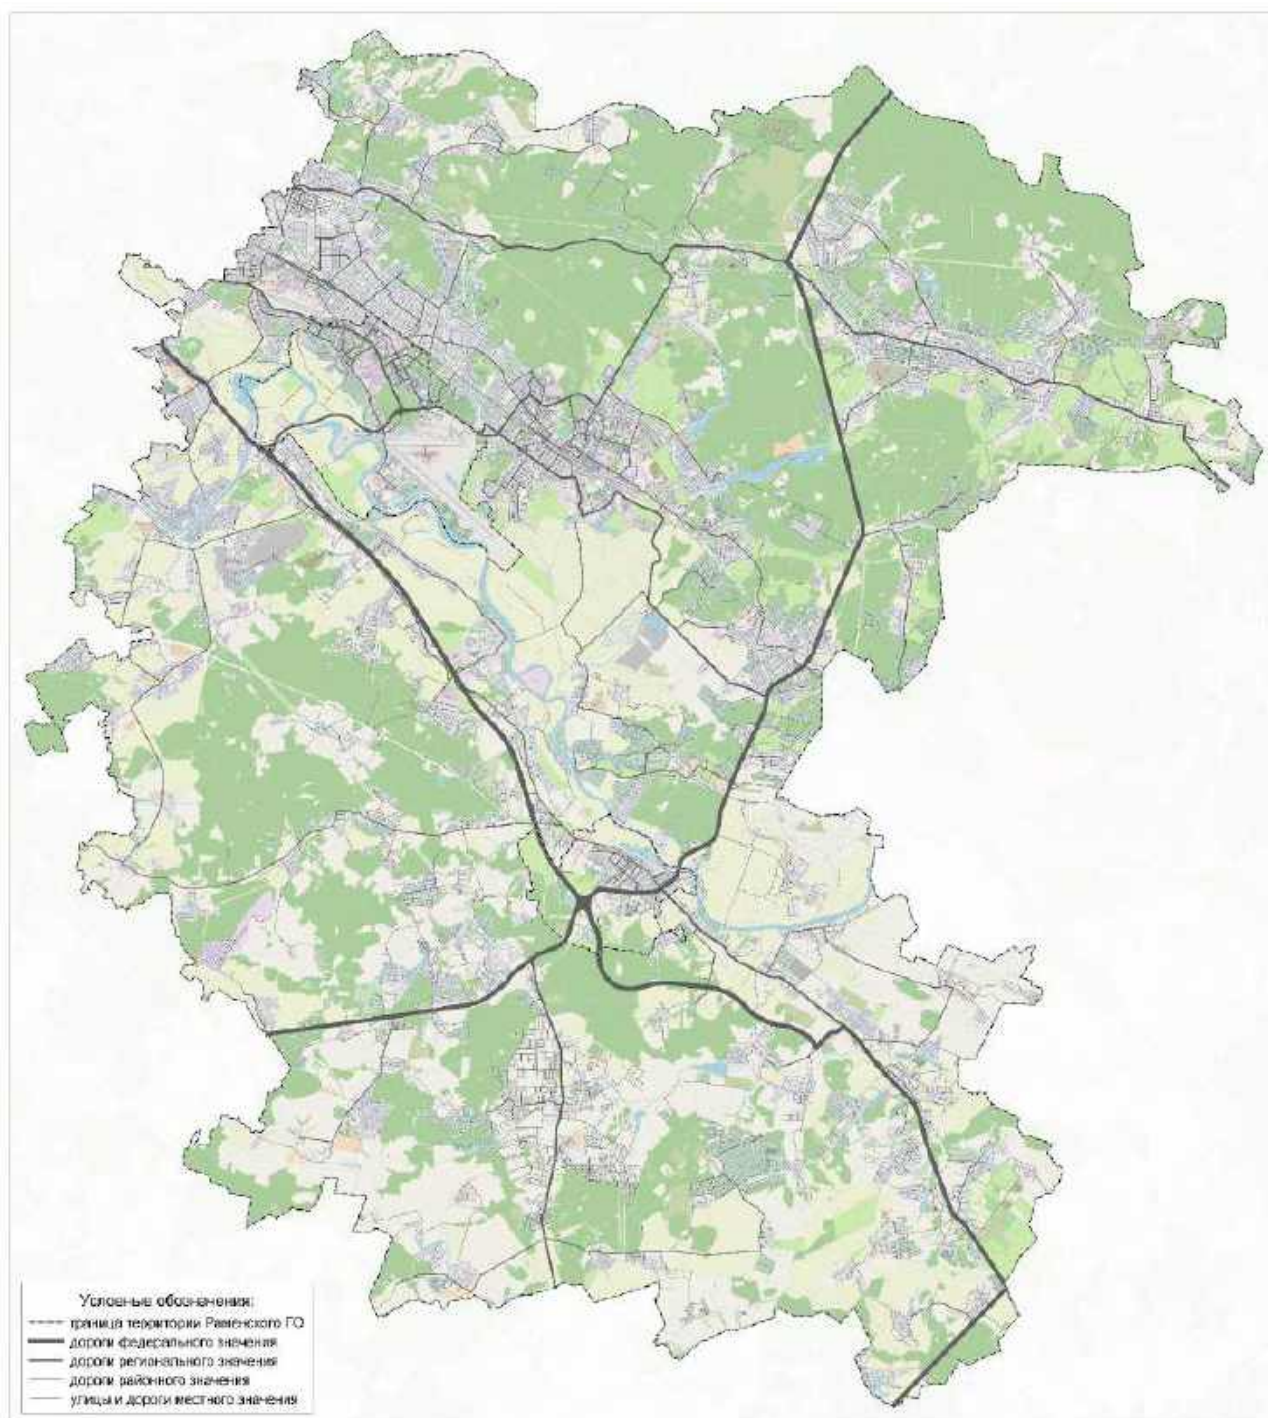 Условные обозначения:
граница территории Раменского ГО
дороги федерального значения
дороги регионального значения
дороги районного значения
улицы и дороги местного значения